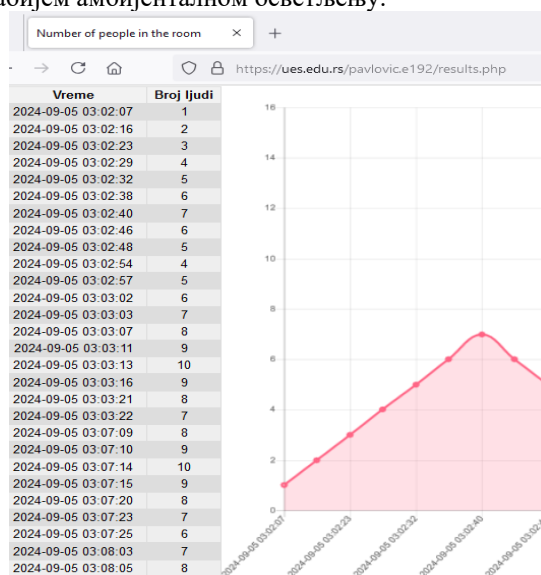 амбијенталном осветљењу.
Number of people in the room × +
https://ues.edu.rs/pavlovic.e192/results.php
Vreme Broj ljudi
2024-09-05 03:02:07 1
2024-09-05 03:02:16 2
2024-09-05 03:02:23 3
2024-09-05 03:02:29 4
2024-09-05 03:02:32 5
2024-09-05 03:02:38 6
2024-09-05 03:02:40 7
2024-09-05 03:02:46 6
2024-09-05 03:02:48 5
2024-09-05 03:02:54 4
2024-09-05 03:02:57 5
2024-09-05 03:03:02 6
2024-09-05 03:03:03 7
2024-09-05 03:03:07 8
2024-09-05 03:03:11 9
2024-09-05 03:03:13 10
2024-09-05 03:03:16 9
2024-09-05 03:03:21 8
2024-09-05 03:03:22 7
2024-09-05 03:07:09 8
2024-09-05 03:07:10 9
2024-09-05 03:07:14 10
2024-09-05 03:07:15 9
2024-09-05 03:07:20 8
2024-09-05 03:07:23 7
2024-09-05 03:07:25 6
2024-09-05 03:08:03 7
2024-09-05 03:08:05 8
16
14
12
10
8
6
4
2
0
2024-09-05 03:02:07
2024-09-05 03:02:23
2024-09-05 03:02:32
2024-09-05 03:02:40